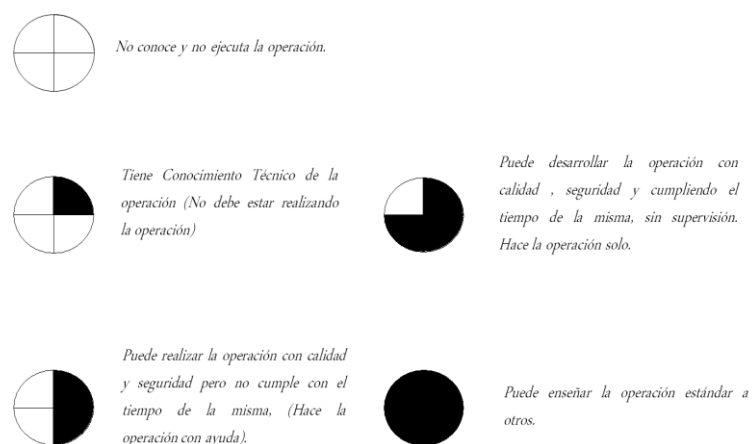 No conoce y no ejecuta la operación.
Tiene Conocimiento Técnico de la
operación (No debe estar realizando
la operación)
Puede desarrollar la operación con
calidad , seguridad y cumpliendo el
tiempo de la misma, sin supervisión.
Hace la operación solo.
Puede realizar la operación con calidad
y seguridad pero no cumple con el
tiempo de la misma, (Hace la
operación con ayuda).
Puede enseñar la operación estándar a
otros.